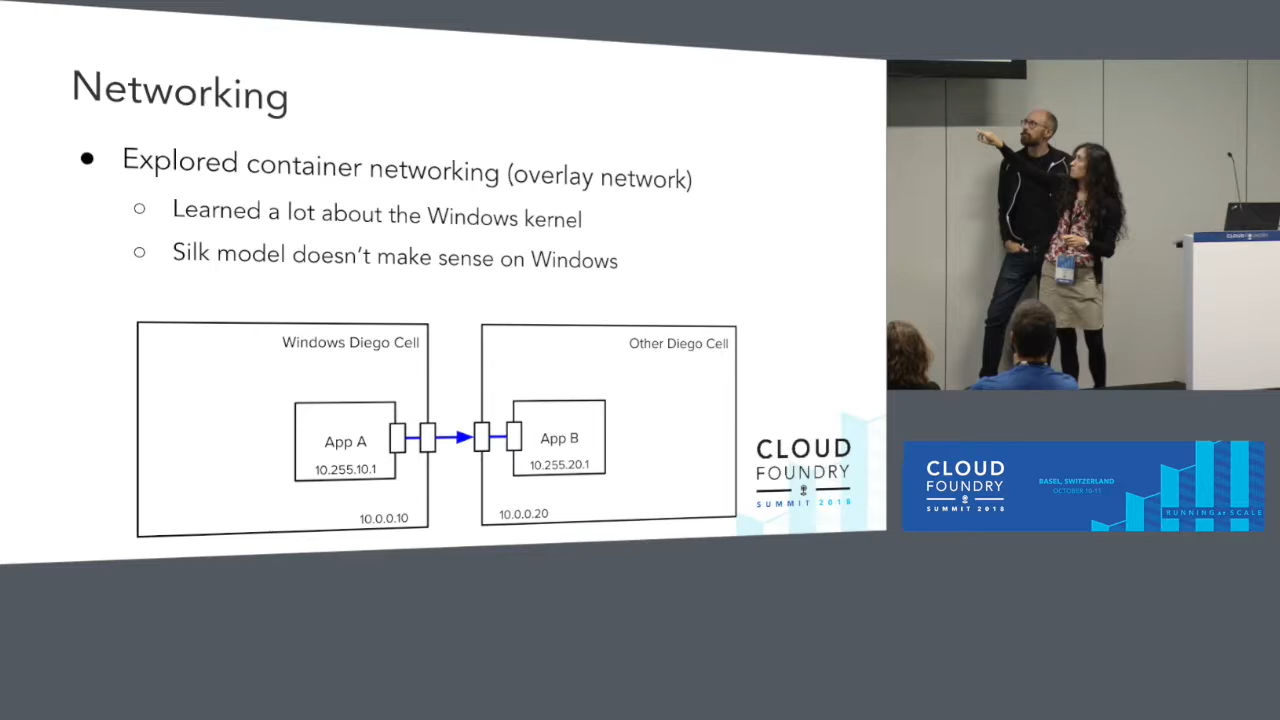 Networking
● Explored container networking (overlay network)
○ Learned a lot about the Windows kernel
○ Silk model doesn't make sense on Windows
Windows Diego Cell
App A
10.255.10.1
10.0.0.10
Other Diego Cell
App B
10.255.20.1
10.0.0.20
CLOUD
FOUNDRY
SUMMIT 2018
CLOUD FOUNDRY
CLOUD
FOUNDRY
SUMMIT 2018
BASEL, SWITZERLAND
OCTOBER 10-11
RUNNING AT SCALE